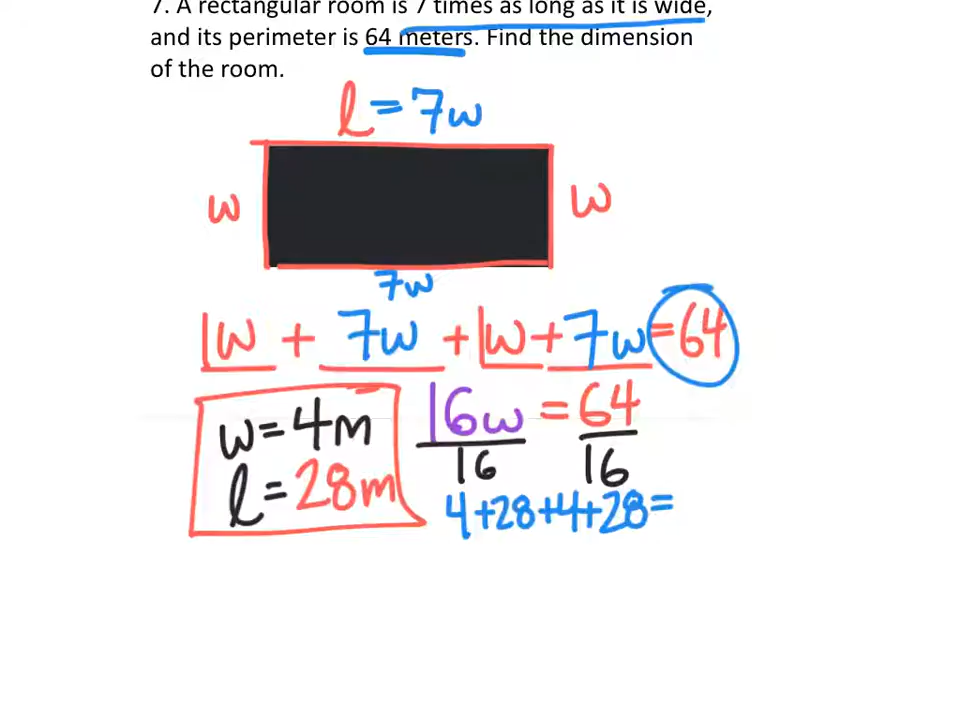 7. A rectangular room is 7 times as long as it is wide,
and its perimeter is 64 meters. Find the dimension
of the room.
l = 7w
w w
7w
1w + 7w + 1w + 7w = 64
16w = 64
16 16
w = 4m
l = 28m
4 + 28 + 4 + 28 =